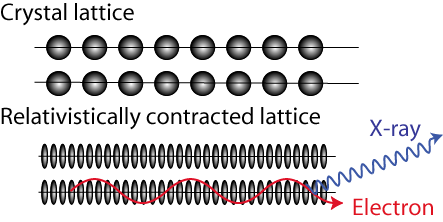 Crystal lattice
Relativistically contracted lattice
X-ray
Electron